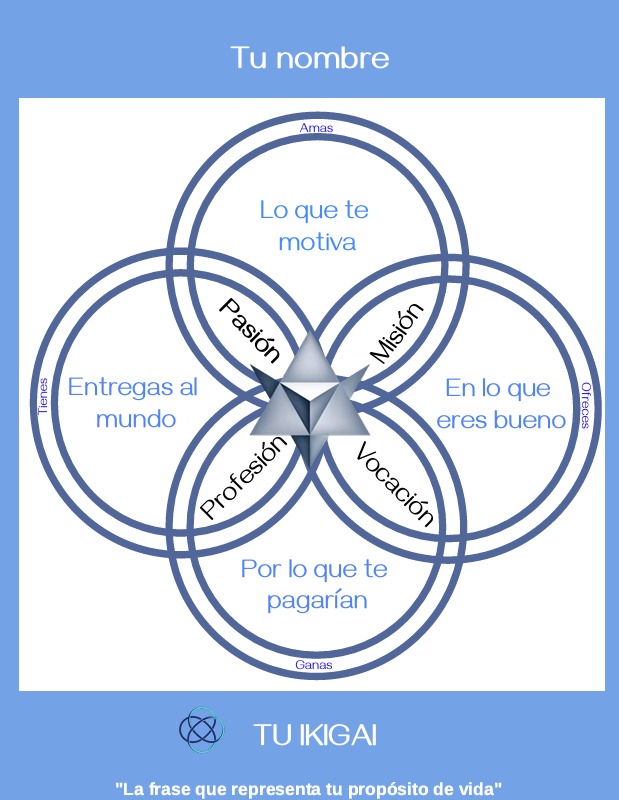 Tu nombre
Amas
Lo que te
motiva
Pasión
Misión
Tienes
Entregas al
mundo
En lo que
eres bueno
Ofreces
Profesión
Vocación
Por lo que te
pagarían
Ganas
TU IKIGAI
"La frase que representa tu propósito de vida"